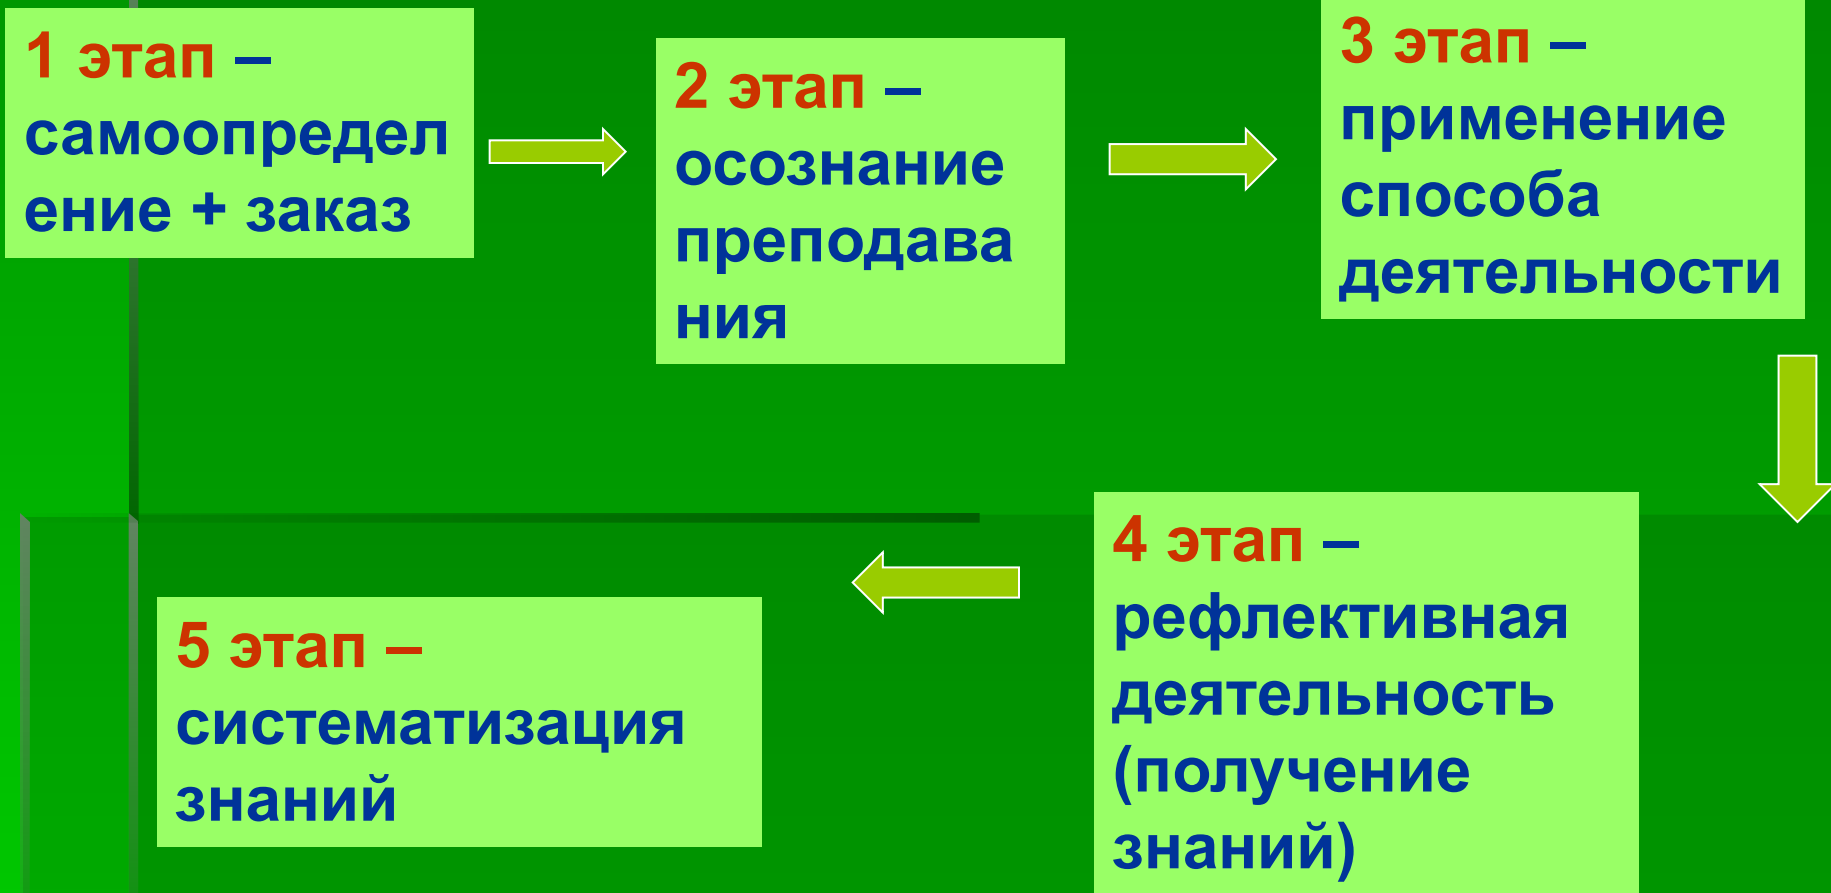 1 этап –
самоопредел
ение + заказ
2 этап –
осознание
преподава
ния
3 этап –
применение
способа
деятельности
4 этап –
рефлективная
деятельность
(получение
знаний)
5 этап –
систематизация
знаний